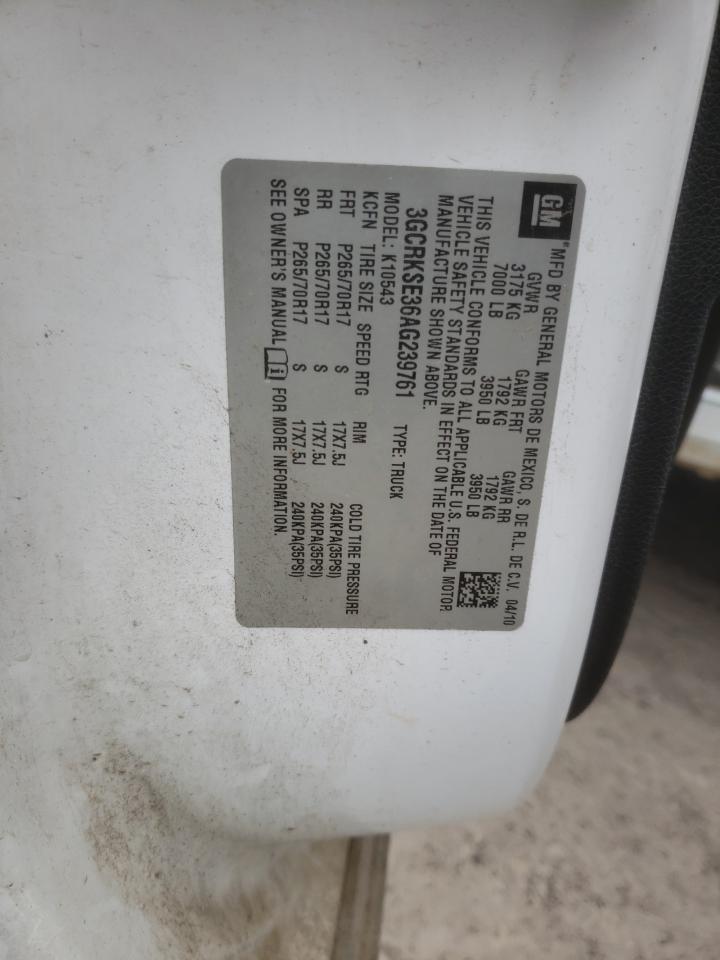 GM ® MFD BY GENERAL MOTORS DE MEXICO, S. DE R.L. DE C.V. 04/10
GVWR GAWR FRT GAWR RR
3175 KG 1792 KG 1792 KG
7000 LB 3950 LB 3950 LB
THIS VEHICLE CONFORMS TO ALL APPLICABLE U.S. FEDERAL MOTOR
VEHICLE SAFETY STANDARDS IN EFFECT ON THE DATE OF
MANUFACTURE SHOWN ABOVE.
3GCRKSE36AG239761 TYPE: TRUCK
MODEL: K10543
KCFN TIRE SIZE SPEED RTG RIM COLD TIRE PRESSURE
FRT P265/70R17 S 17X7.5J 240KPA(35PSI)
RR P265/70R17 S 17X7.5J 240KPA(35PSI)
SPA P265/70R17 S 17X7.5J 240KPA(35PSI)
SEE OWNER'S MANUAL i FOR MORE INFORMATION.